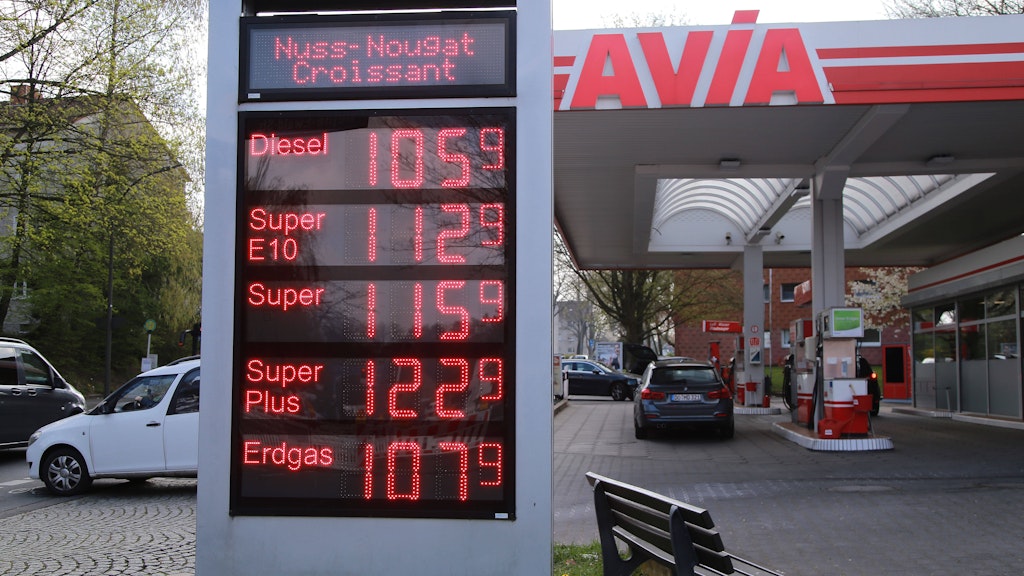 Nuss-Nougat
Croissant
AVIA
Diesel 105⁹
Super
E10 112⁹
Super 115⁹
Super
Plus 122⁹
Erdgas 107⁹